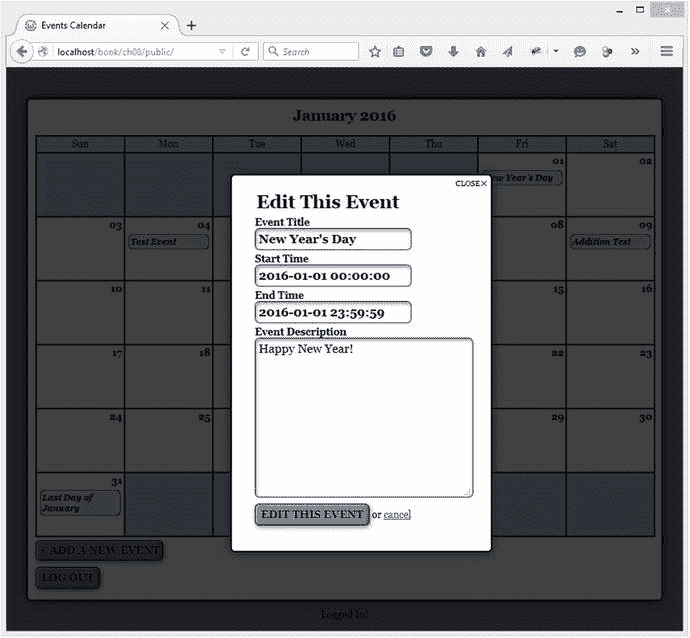 Events Calendar
localhost/book/ch08/public/
Search
January 2016
Sun Mon Tue Wed Thu Fri Sat
01 02
New Year's Day
CLOSE×
Edit This Event
Event Title
New Year's Day
Start Time
2016-01-01 00:00:00
End Time
2016-01-01 23:59:59
Event Description
Happy New Year!
EDIT THIS EVENT or cancel
03 04 08 09
Test Event Addition Test
10 11 15 16
17 18 22 23
24 25 29 30
31
Last Day of
January
+ ADD A NEW EVENT
LOG OUT
Logged In!